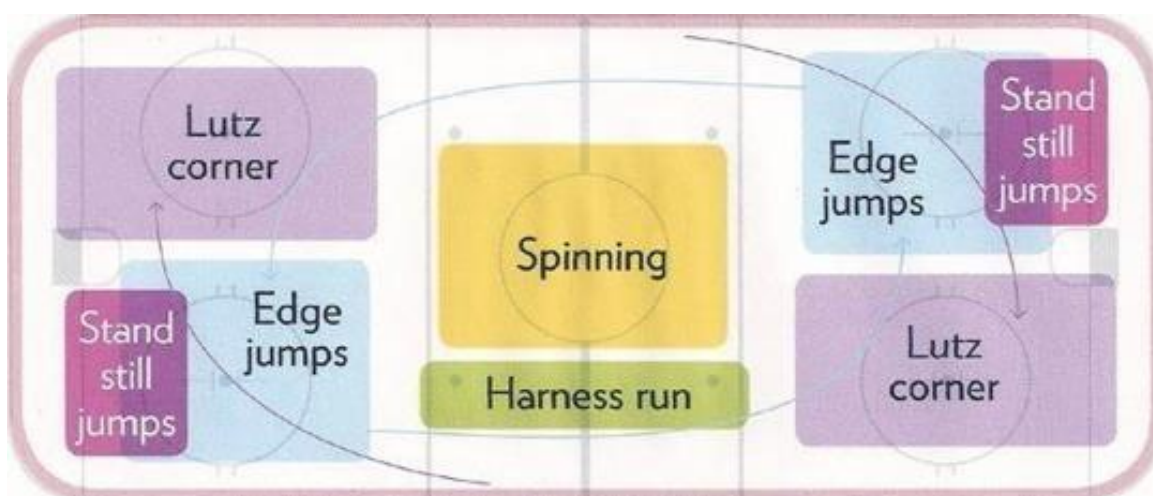 Lutz
corner
Edge
jumps
Stand
still
jumps
Spinning
Harness run
Stand
still
jumps
Edge
jumps
Lutz
corner